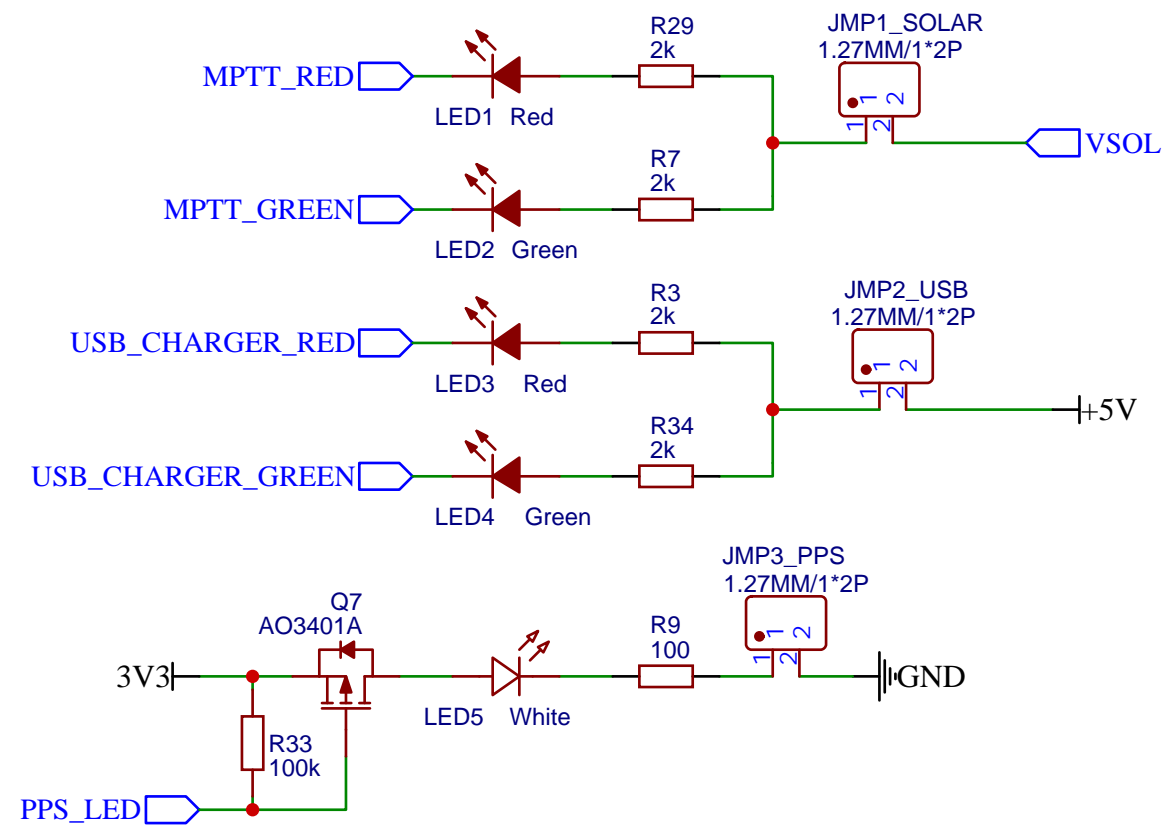 R29
2k
JMP1_SOLAR
1.27MM/1*2P
MPTT_RED
1 2
1 2
LED1 Red
VSOL
R7
2k
MPTT_GREEN
LED2 Green
R3
2k
JMP2_USB
1.27MM/1*2P
USB_CHARGER_RED
1 2
1 2
LED3 Red
+5V
R34
2k
USB_CHARGER_GREEN
LED4 Green
JMP3_PPS
1.27MM/1*2P
Q7
AO3401A
R9
100
1 2
1 2
3V3
GND
LED5 White
R33
100k
PPS_LED